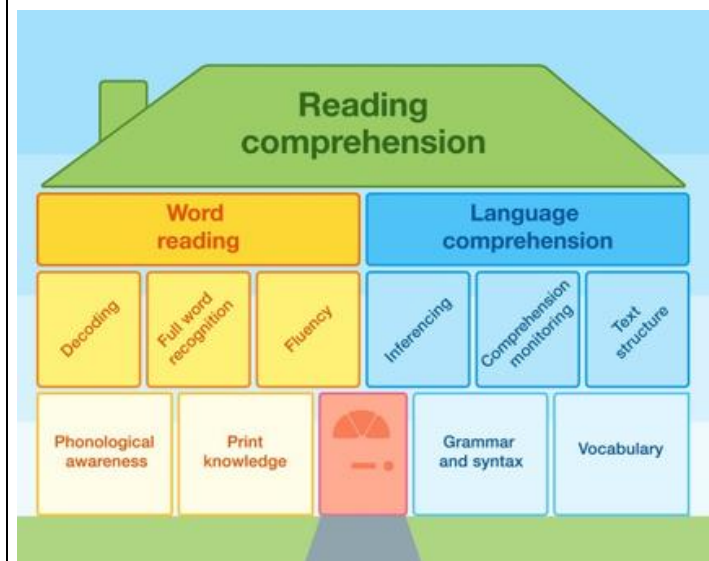 Reading
comprehension
Word
reading
Language
comprehension
Decoding
Full word
recognition
Fluency
Inferencing
Comprehension
monitoring
Text
structure
Phonological
awareness
Print
knowledge
Grammar
and syntax
Vocabulary